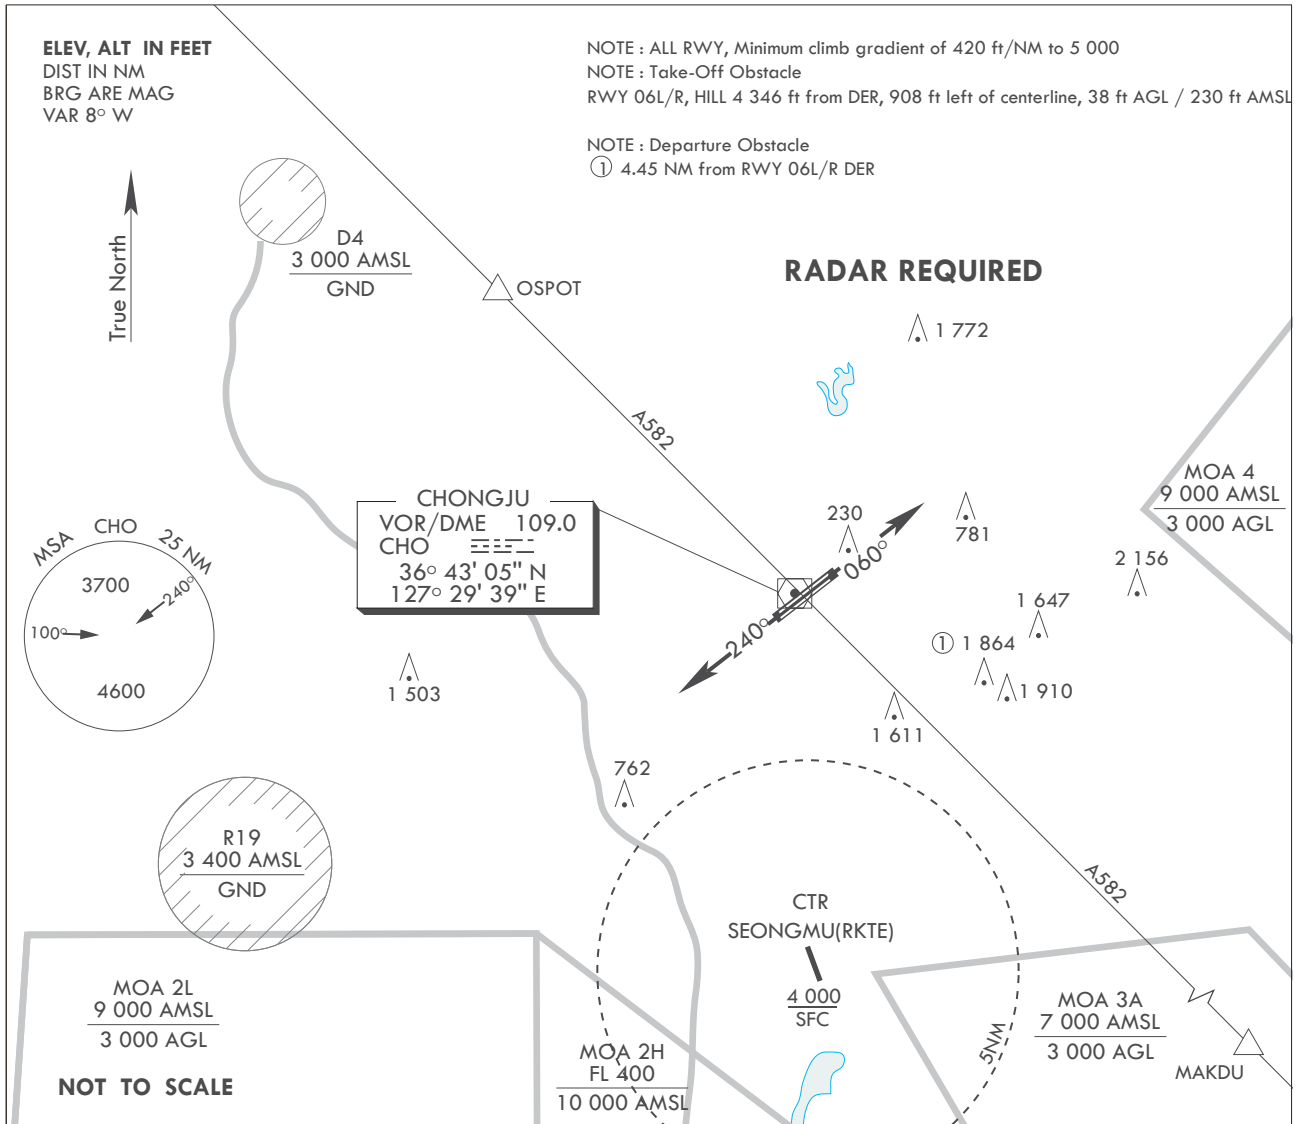 ELEV, ALT IN FEET
DIST IN NM
BRG ARE MAG
VAR 8° W
NOTE : ALL RWY, Minimum climb gradient of 420 ft/NM to 5 000
NOTE : Take-Off Obstacle
RWY 06L/R, HILL 4 346 ft from DER, 908 ft left of centerline, 38 ft AGL / 230 ft AMSL
NOTE : Departure Obstacle
① 4.45 NM from RWY 06L/R DER
True North
D4
3 000 AMSL
GND
OSPOT
RADAR REQUIRED
1 772
A582
MOA 4
9 000 AMSL
3 000 AGL
CHONGJU
VOR/DME 109.0
CHO
36° 43' 05" N
127° 29' 39" E
230
781
060°
240°
2 156
1 647
① 1 864
1 910
1 611
MSA CHO 25 NM
3700
240°
100°
4600
1 503
762
R19
3 400 AMSL
GND
A582
CTR
SEONGMU(RKTE)
4 000
SFC
5NM
MOA 2L
9 000 AMSL
3 000 AGL
MOA 3A
7 000 AMSL
3 000 AGL
MAKDU
MOA 2H
FL 400
10 000 AMSL
NOT TO SCALE